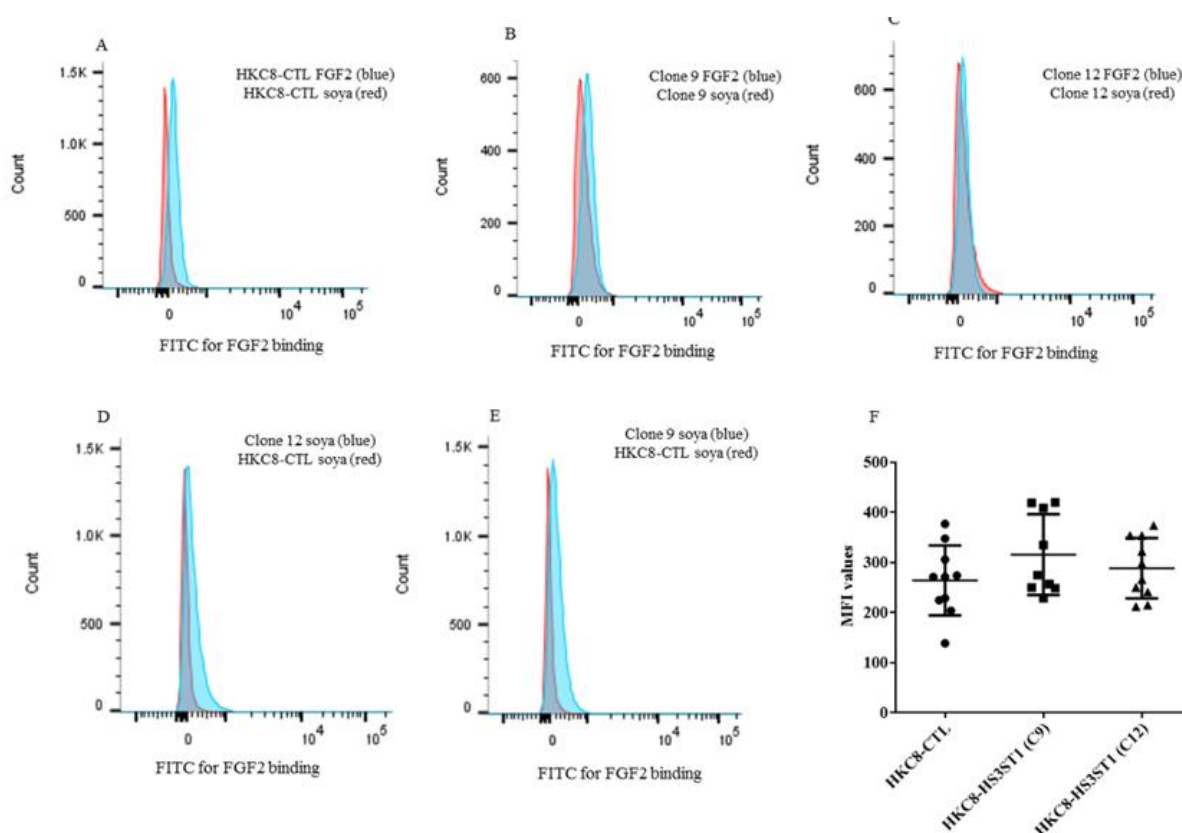 A
HKC8-CTL FGF2 (blue)
HKC8-CTL soya (red)
1.5K
1.0K
500
0
Count
0 10^4 10^5
FITC for FGF2 binding
B
Clone 9 FGF2 (blue)
Clone 9 soya (red)
600
400
200
0
Count
0 10^4 10^5
FITC for FGF2 binding
C
Clone 12 FGF2 (blue)
Clone 12 soya (red)
600
400
200
0
Count
0 10^4 10^5
FITC for FGF2 binding
D
Clone 12 soya (blue)
HKC8-CTL soya (red)
1.5K
1.0K
500
0
Count
0 10^4 10^5
FITC for FGF2 binding
E
Clone 9 soya (blue)
HKC8-CTL soya (red)
1.5K
1.0K
500
0
Count
0 10^4 10^5
FITC for FGF2 binding
F
500
400
300
200
100
0
MFI values
HKC8-CTL
HKC8-HS3ST1 (C9)
HKC8-HS3ST1 (C12)